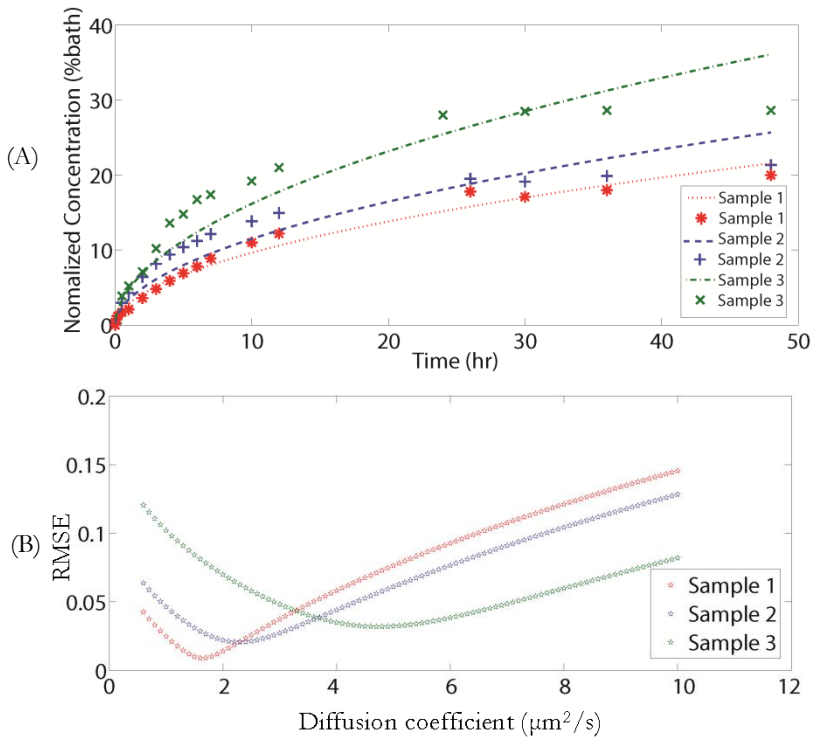 (A)
Nomalized Concentration (%bath)
40
30
20
10
0
0
10
20
30
40
50
Time (hr)
Sample 1
Sample 1
Sample 2
Sample 2
Sample 3
Sample 3
(B)
RMSE
0.2
0.15
0.1
0.05
0
0
2
4
6
8
10
12
Diffusion coefficient (µm²/s)
Sample 1
Sample 2
Sample 3